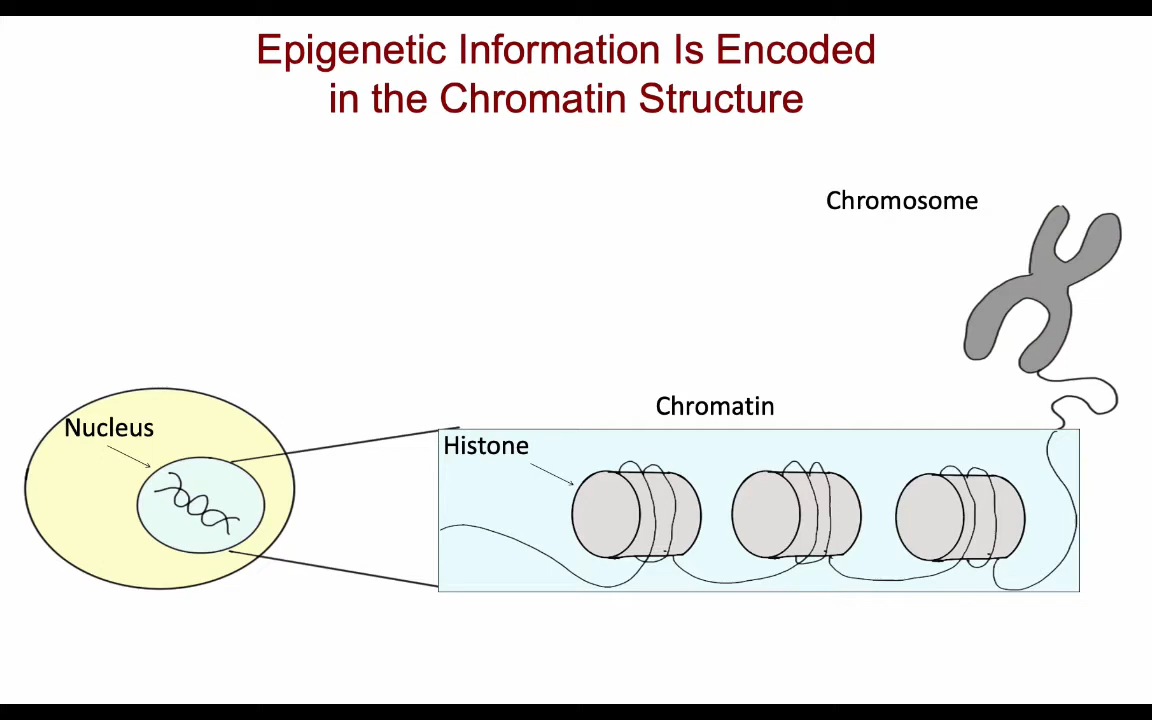 Epigenetic Information Is Encoded
in the Chromatin Structure
Chromosome
Chromatin
Nucleus
Histone